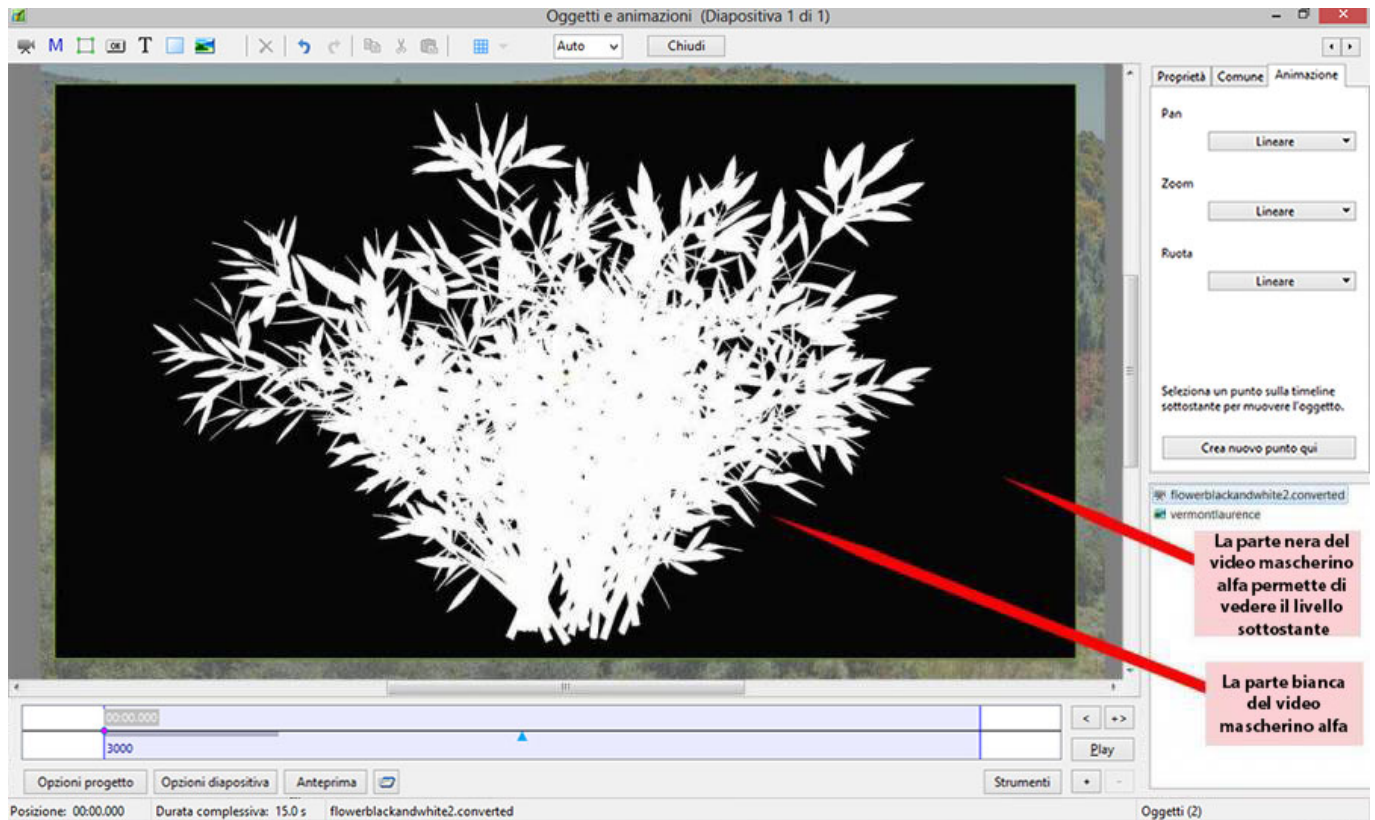 Oggetti e animazioni (Diapositiva 1 di 1)
M OK T Auto Chiudi
Proprietà Comune Animazione
Pan
Lineare
Zoom
Lineare
Ruota
Lineare
Seleziona un punto sulla timeline
sottostante per muovere l'oggetto.
Crea nuovo punto qui
flowerblackandwhite2.converted
vermontlaurence
La parte nera del
video mascherino
alfa permette di
vedere il livello
sottostante
La parte bianca
del video
mascherino alfa
00:00.000
3000
< +>
Play
Opzioni progetto Opzioni diapositiva Anteprima Strumenti + -
Posizione: 00:00.000 Durata complessiva: 15.0 s flowerblackandwhite2.converted Oggetti (2)